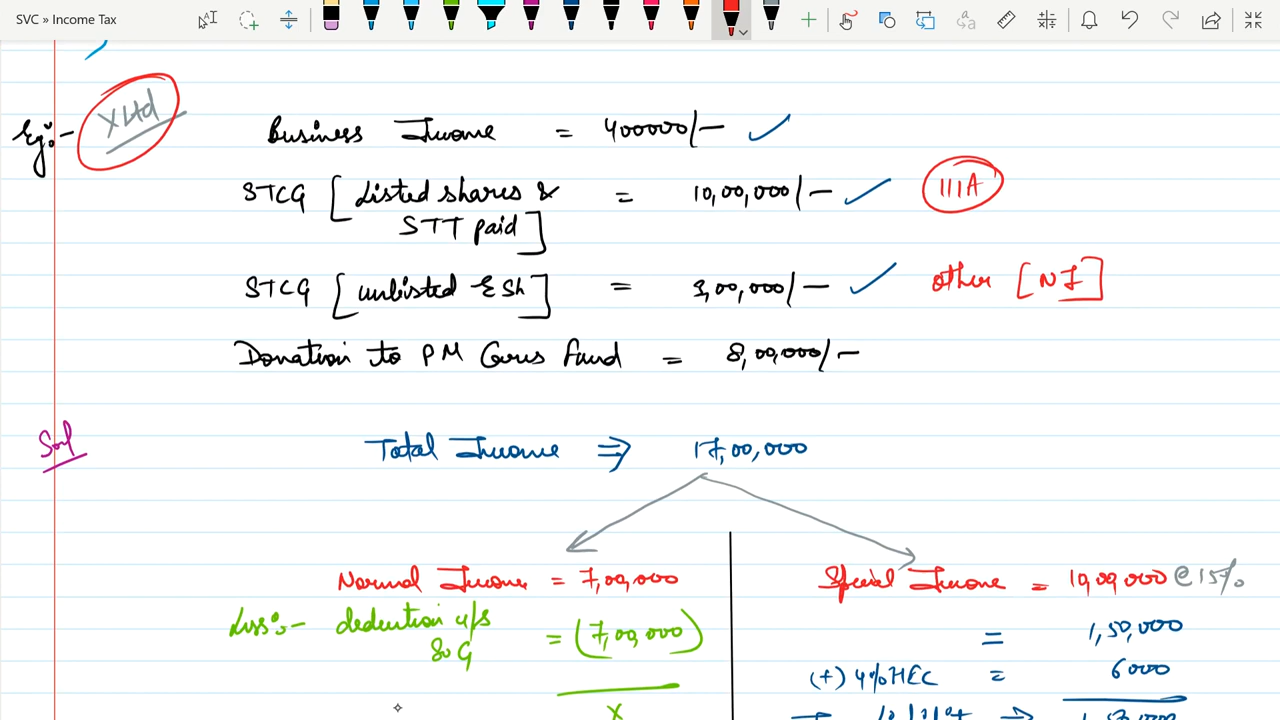 SVC » Income Tax
Eg:- X Ltd
Business Income = 400000/-
STCG [Listed shares & = 10,00,000/- 111A
STT paid]
STCG [unlisted E Sh] = 3,00,000/- other [NI]
Donation to PM Cares Fund = 8,00,000/-
Sol
Total Income ⇒ 17,00,000
Normal Income = 7,00,000
Less:- deduction u/s = (7,00,000)
80G
X
Special Income = 10,00,000 @ 15%
= 1,50,000
(+) 4% HEC = 6000